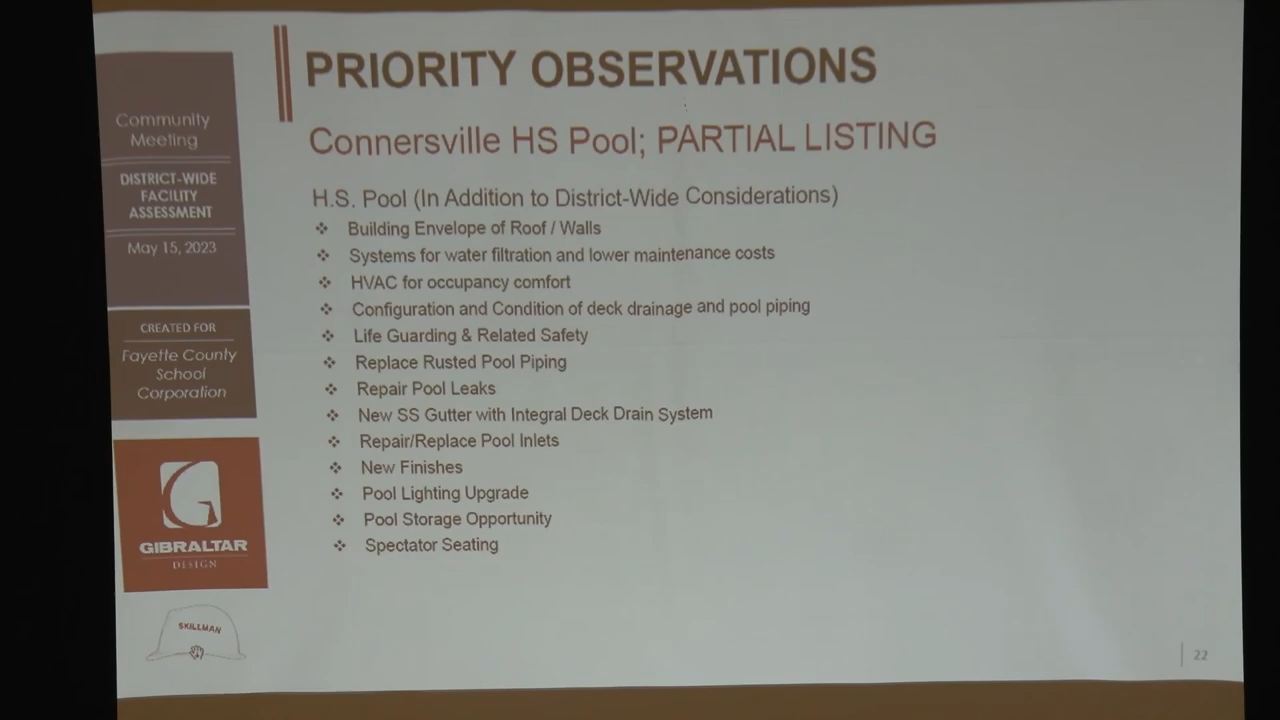 PRIORITY OBSERVATIONS
Connersville HS Pool; PARTIAL LISTING
H.S. Pool (In Addition to District-Wide Considerations)
Building Envelope of Roof / Walls
Systems for water filtration and lower maintenance costs
HVAC for occupancy comfort
Configuration and Condition of deck drainage and pool piping
Life Guarding & Related Safety
Replace Rusted Pool Piping
Repair Pool Leaks
New SS Gutter with Integral Deck Drain System
Repair/Replace Pool Inlets
New Finishes
Pool Lighting Upgrade
Pool Storage Opportunity
Spectator Seating
Community
Meeting
DISTRICT-WIDE
FACILITY
ASSESSMENT
May 15, 2023
CREATED FOR
Fayette County
School
Corporation
G
GIBRALTAR
DESIGN
SKILLMAN
22